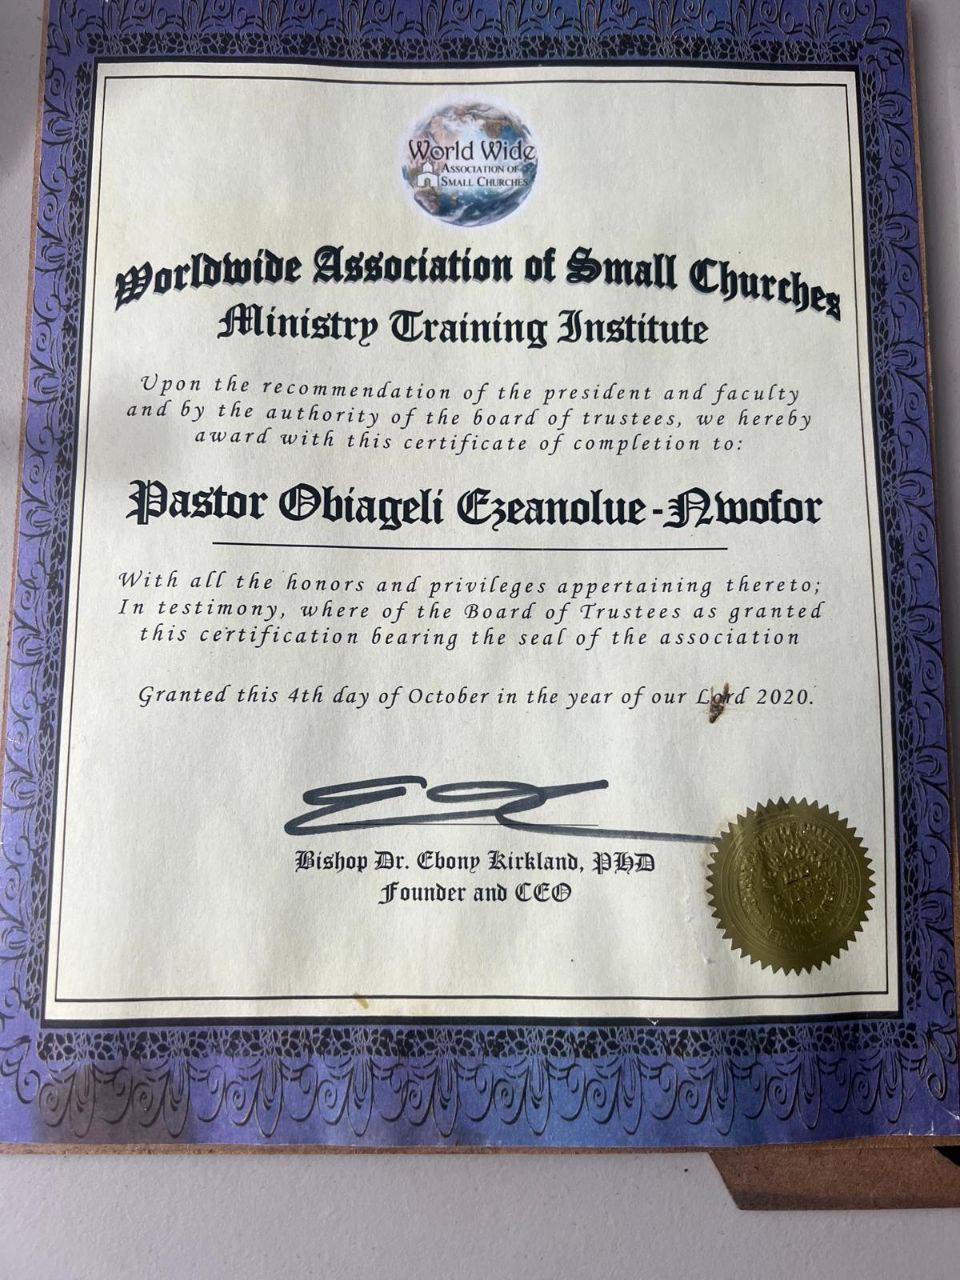 World Wide
Association of
Small Churches
Worldwide Association of Small Churches
Ministry Training Institute
Upon the recommendation of the president and faculty
and by the authority of the board of trustees, we hereby
award with this certificate of completion to:
Pastor Obiageli Ezeanolue-Nwofor
With all the honors and privileges appertaining thereto;
In testimony, where of the Board of Trustees as granted
this certification bearing the seal of the association
Granted this 4th day of October in the year of our Lord 2020.
Bishop Dr. Ebony Kirkland, PHD
Founder and CEO